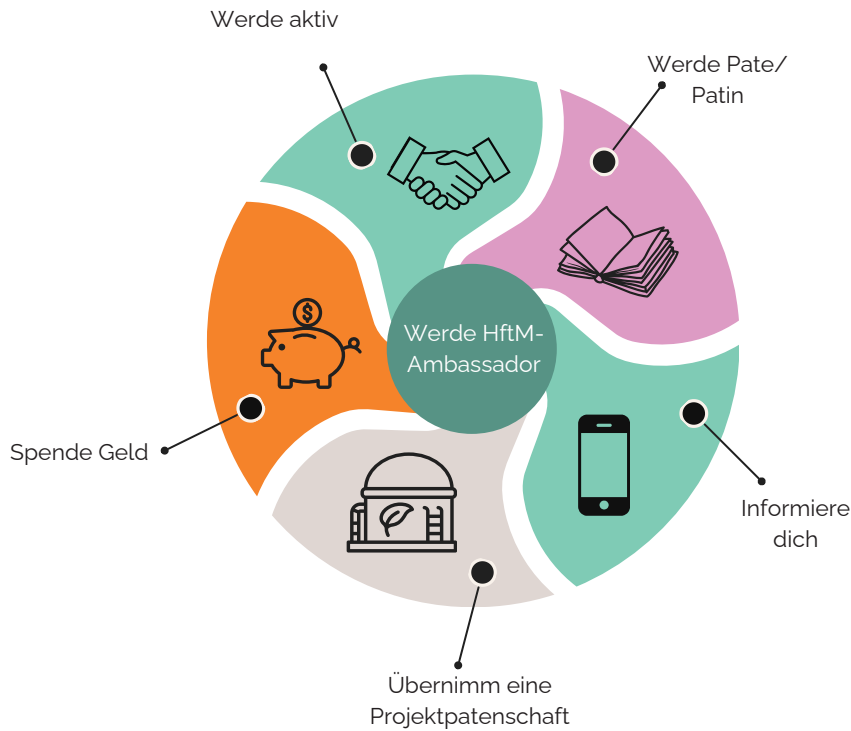 Werde aktiv
Werde Pate/
Patin
Werde HftM-
Ambassador
Spende Geld
Informiere
dich
Übernimm eine
Projektpatenschaft